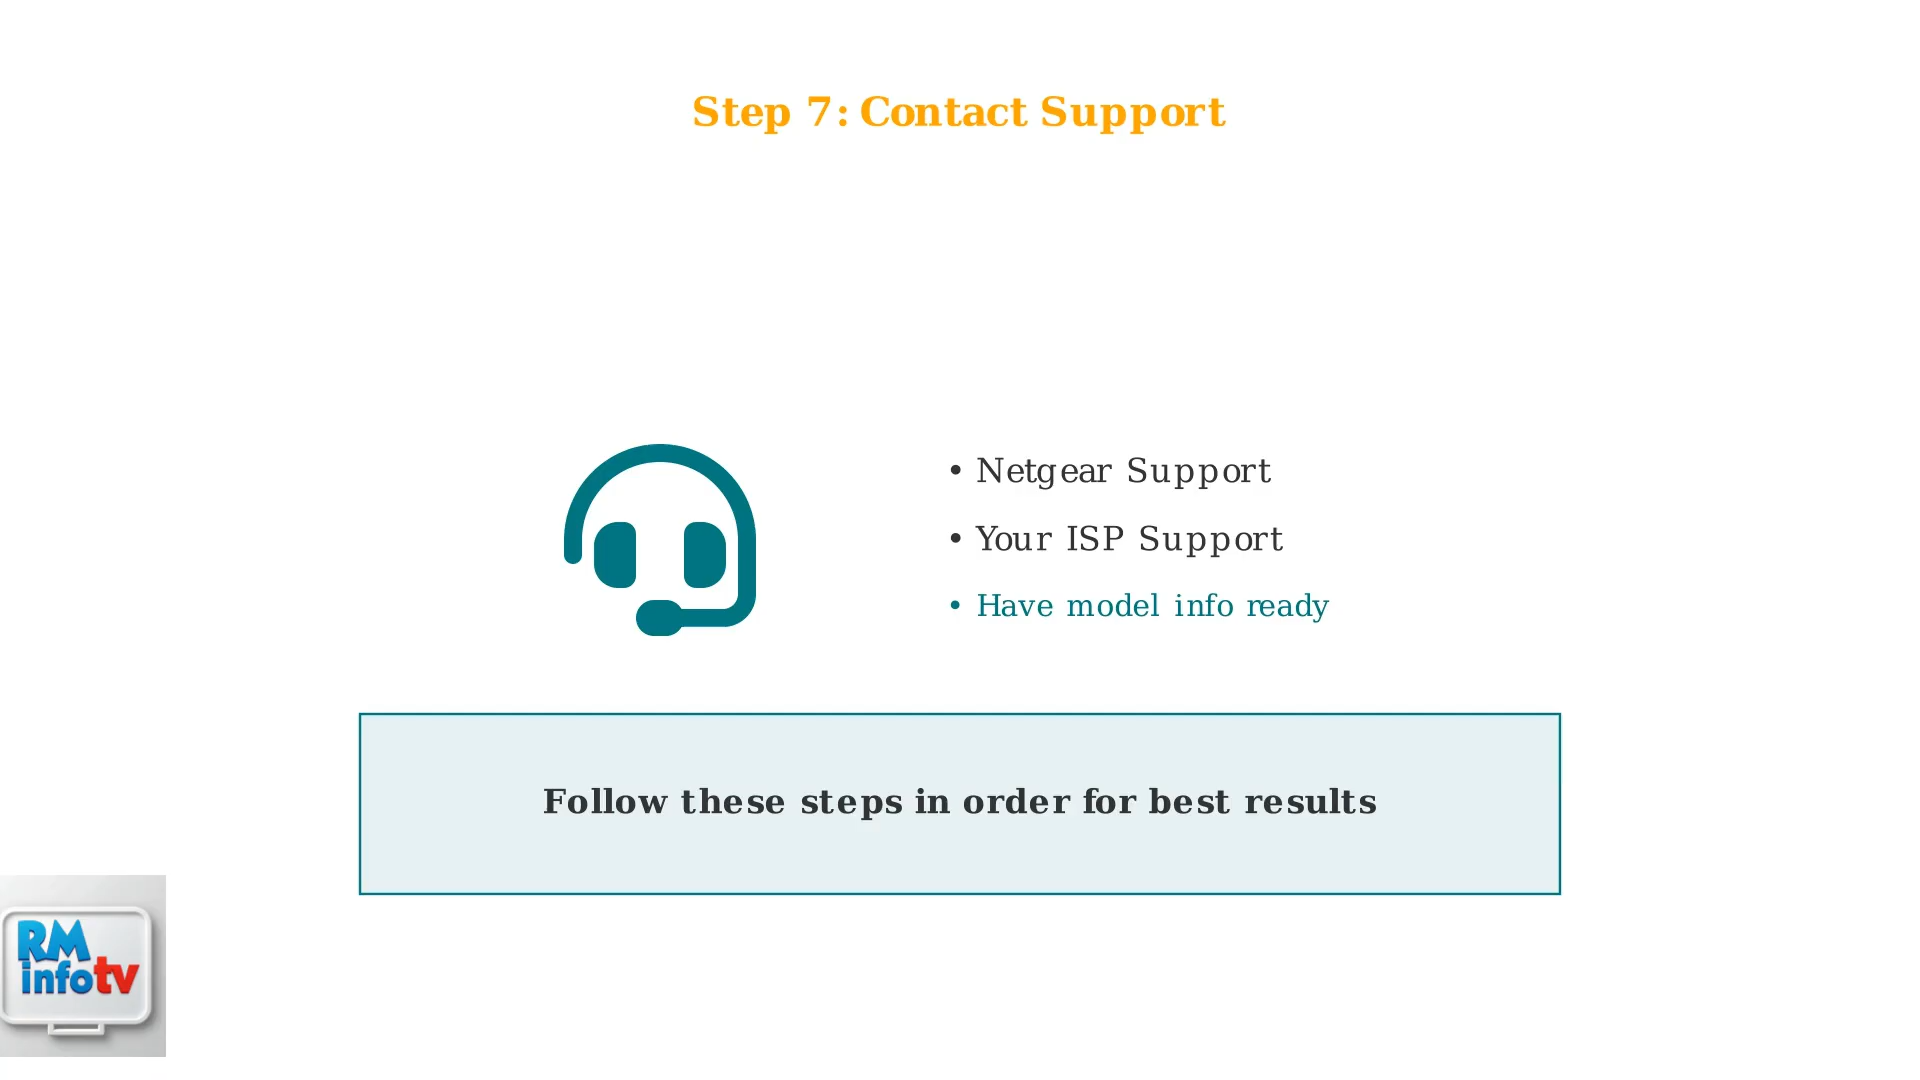 Step 7: Contact Support
• Netgear Support
• Your ISP Support
• Have model info ready
Follow these steps in order for best results
RM
infotv